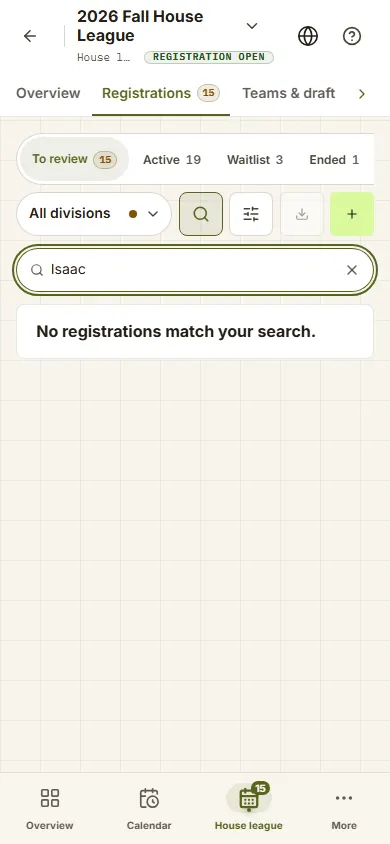 2026 Fall House
League
House l… REGISTRATION OPEN
Overview Registrations 15 Teams & draft
To review 15 Active 19 Waitlist 3 Ended 1
All divisions
Isaac
No registrations match your search.
15
Overview Calendar House league More